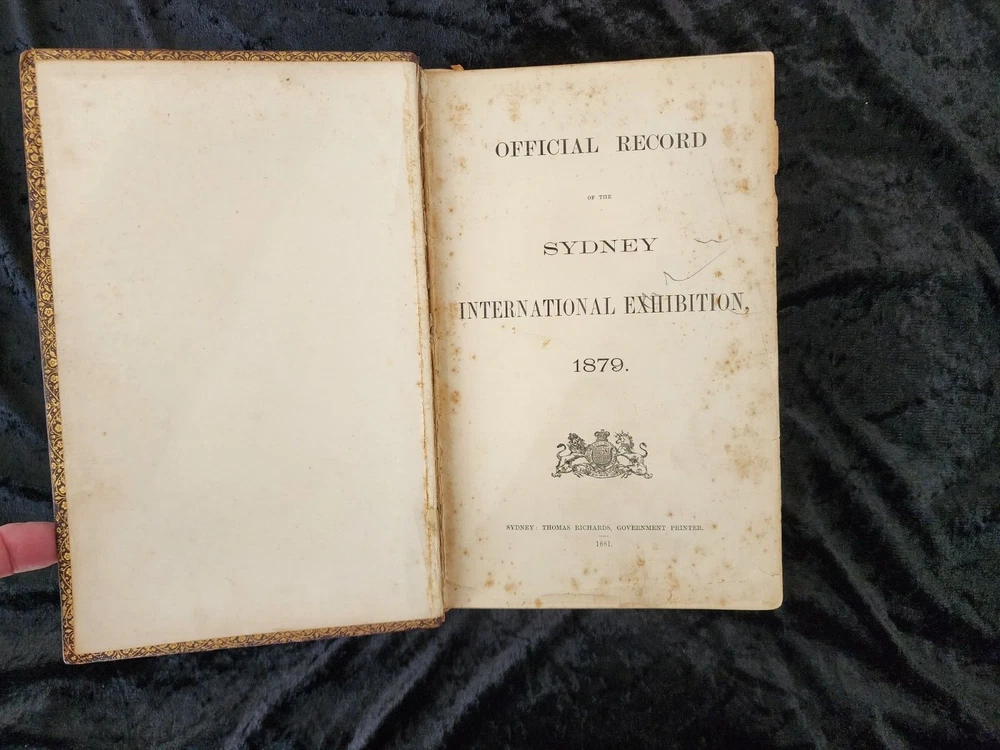 OFFICIAL RECORD
OF THE
SYDNEY
INTERNATIONAL EXHIBITION,
1879.
SYDNEY: THOMAS RICHARDS, GOVERNMENT PRINTER.
1881.